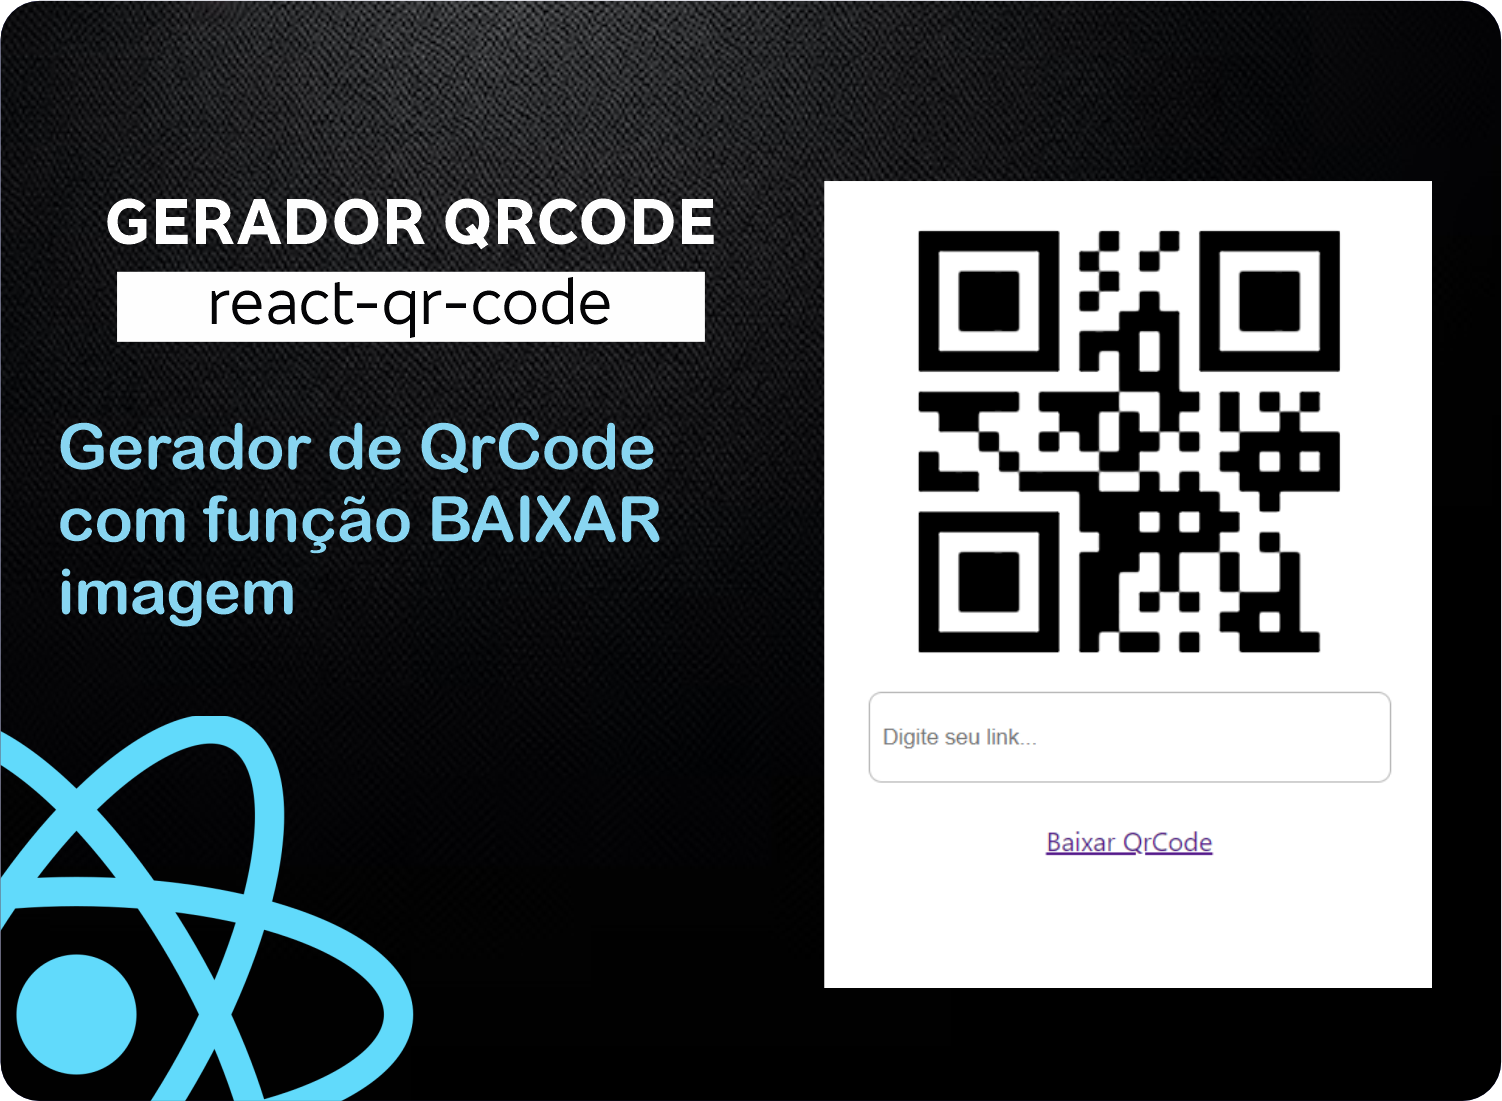 GERADOR QRCODE
react-qr-code
Gerador de QrCode
com função BAIXAR
imagem
Digite seu link...
Baixar QrCode